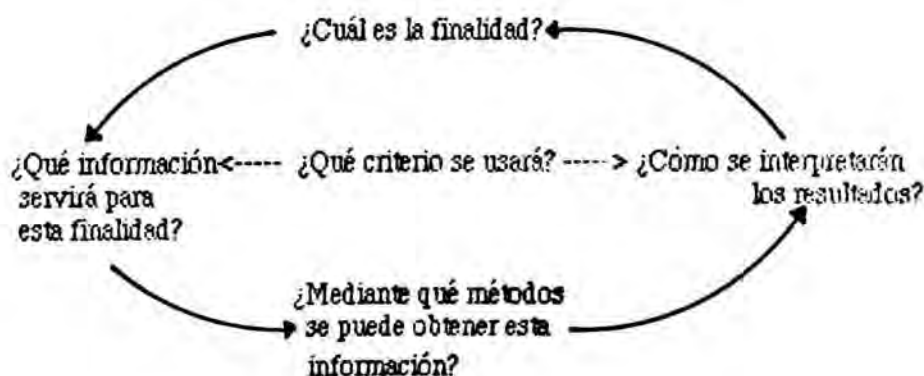 ¿Cuál es la finalidad?
¿Qué información <----- ¿Qué criterio se usará? -----> ¿Cómo se interpretarán
servirá para
los resultados?
esta finalidad?
¿Mediante qué métodos
se puede obtener esta
información?